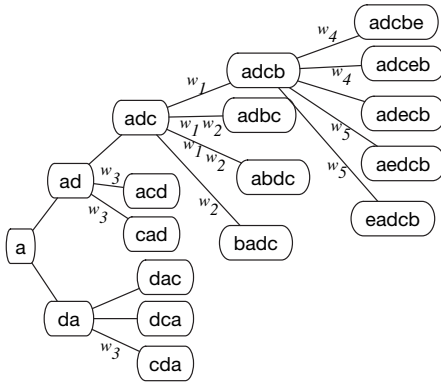 adcbe
w4
adceb
adcb
w4
w1
adecb
adc
adbc
w1 w2
w5
aedcb
w1 w2
abdc
w5
ad
w3
acd
w2
eadcb
w3
cad
badc
a
dac
da
dca
w3
cda